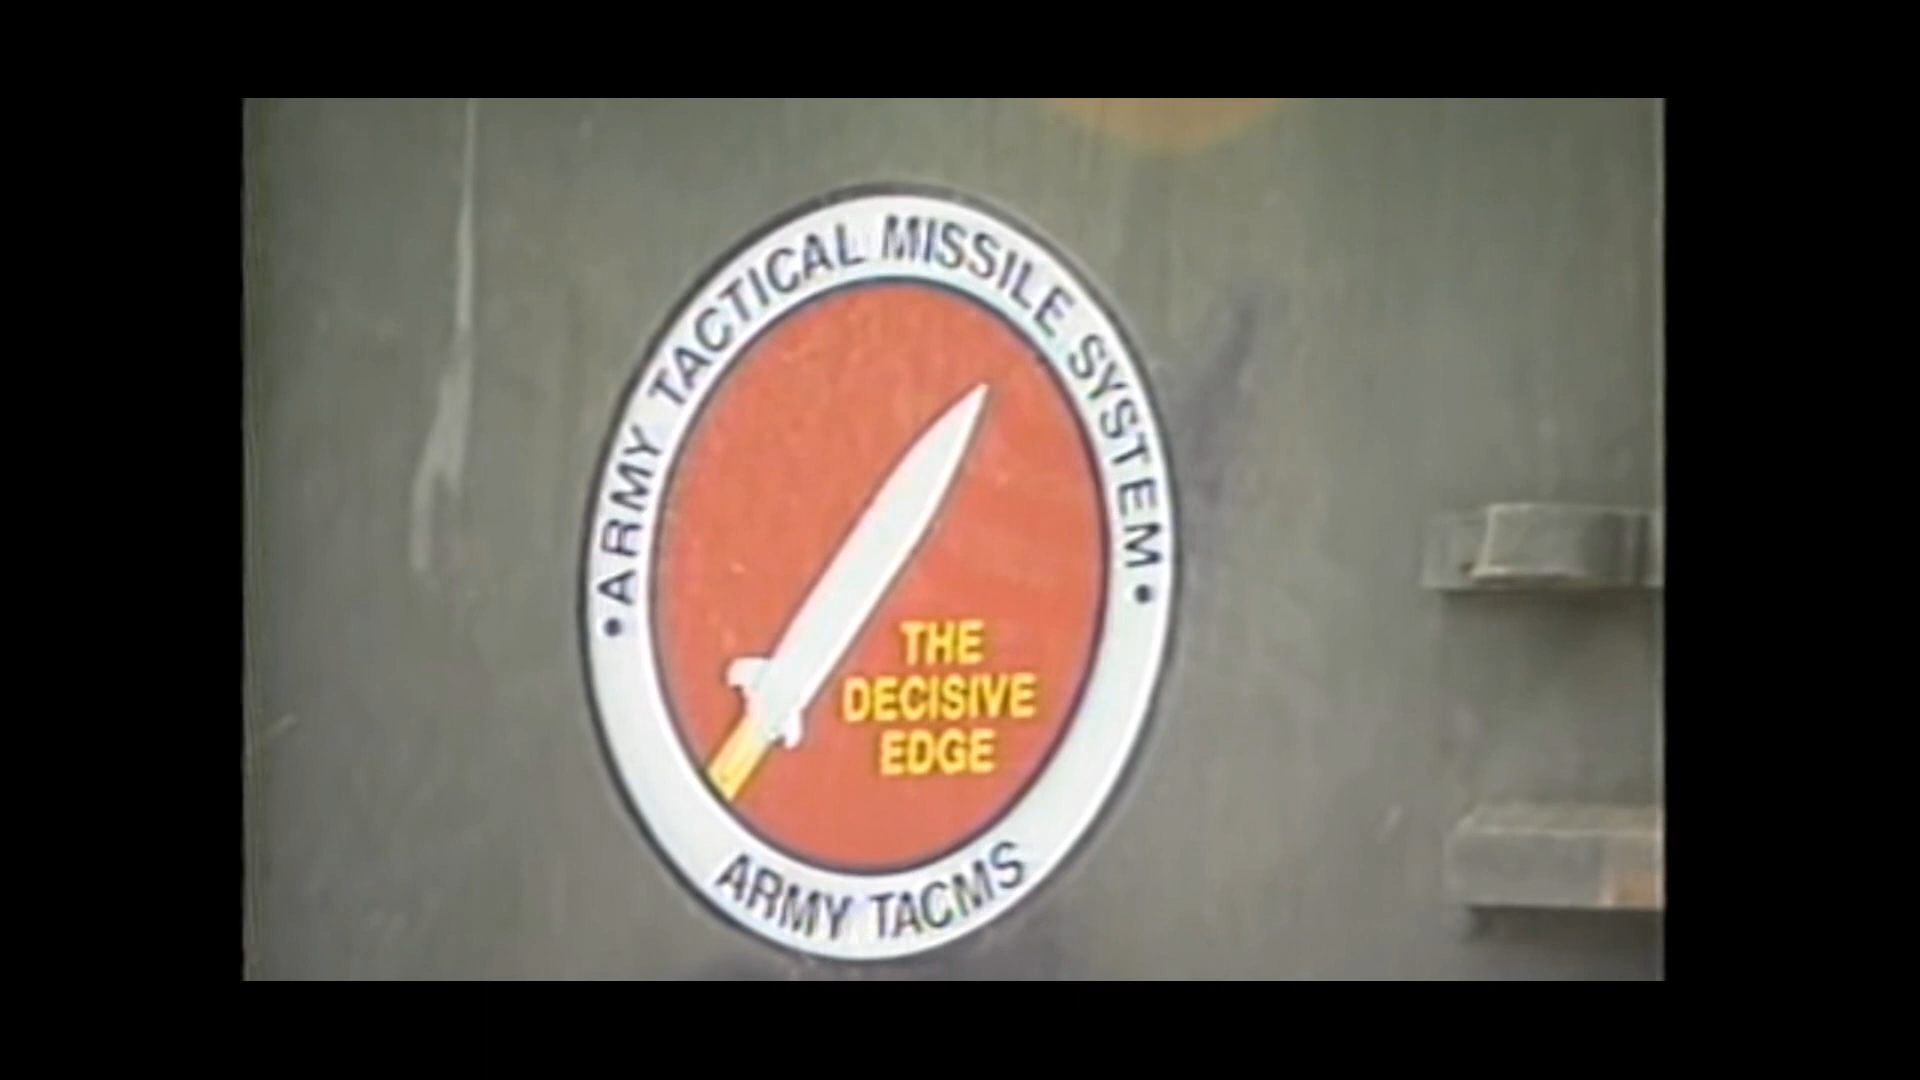 • ARMY TACTICAL MISSILE SYSTEM •
THE
DECISIVE
EDGE
ARMY TACMS